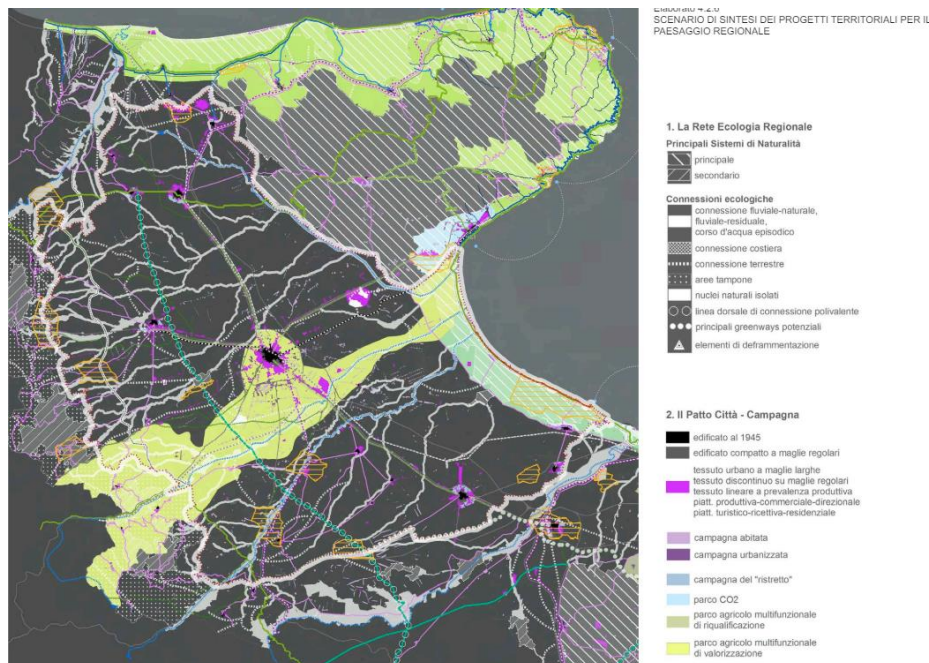 Elaborato 4.2.6
SCENARIO DI SINTESI DEI PROGETTI TERRITORIALI PER IL
PAESAGGIO REGIONALE
1. La Rete Ecologia Regionale
Principali Sistemi di Naturalità
principale
secondario
Connessioni ecologiche
connessione fluviale-naturale,
fluviale-residuale,
corso d'acqua episodico
connessione costiera
connessione terrestre
aree tampone
nuclei naturali isolati
linea dorsale di connessione polivalente
principali greenways potenziali
elementi di deframmentazione
2. Il Patto Città - Campagna
edificato al 1945
edificato compatto a maglie regolari
tessuto urbano a maglie larghe
tessuto discontinuo su maglie regolari
tessuto lineare a prevalenza produttiva
piatt. produttiva-commerciale-direzionale
piatt. turistico-ricettiva-residenziale
campagna abitata
campagna urbanizzata
campagna del "ristretto"
parco CO2
parco agricolo multifunzionale
di riqualificazione
parco agricolo multifunzionale
di valorizzazione